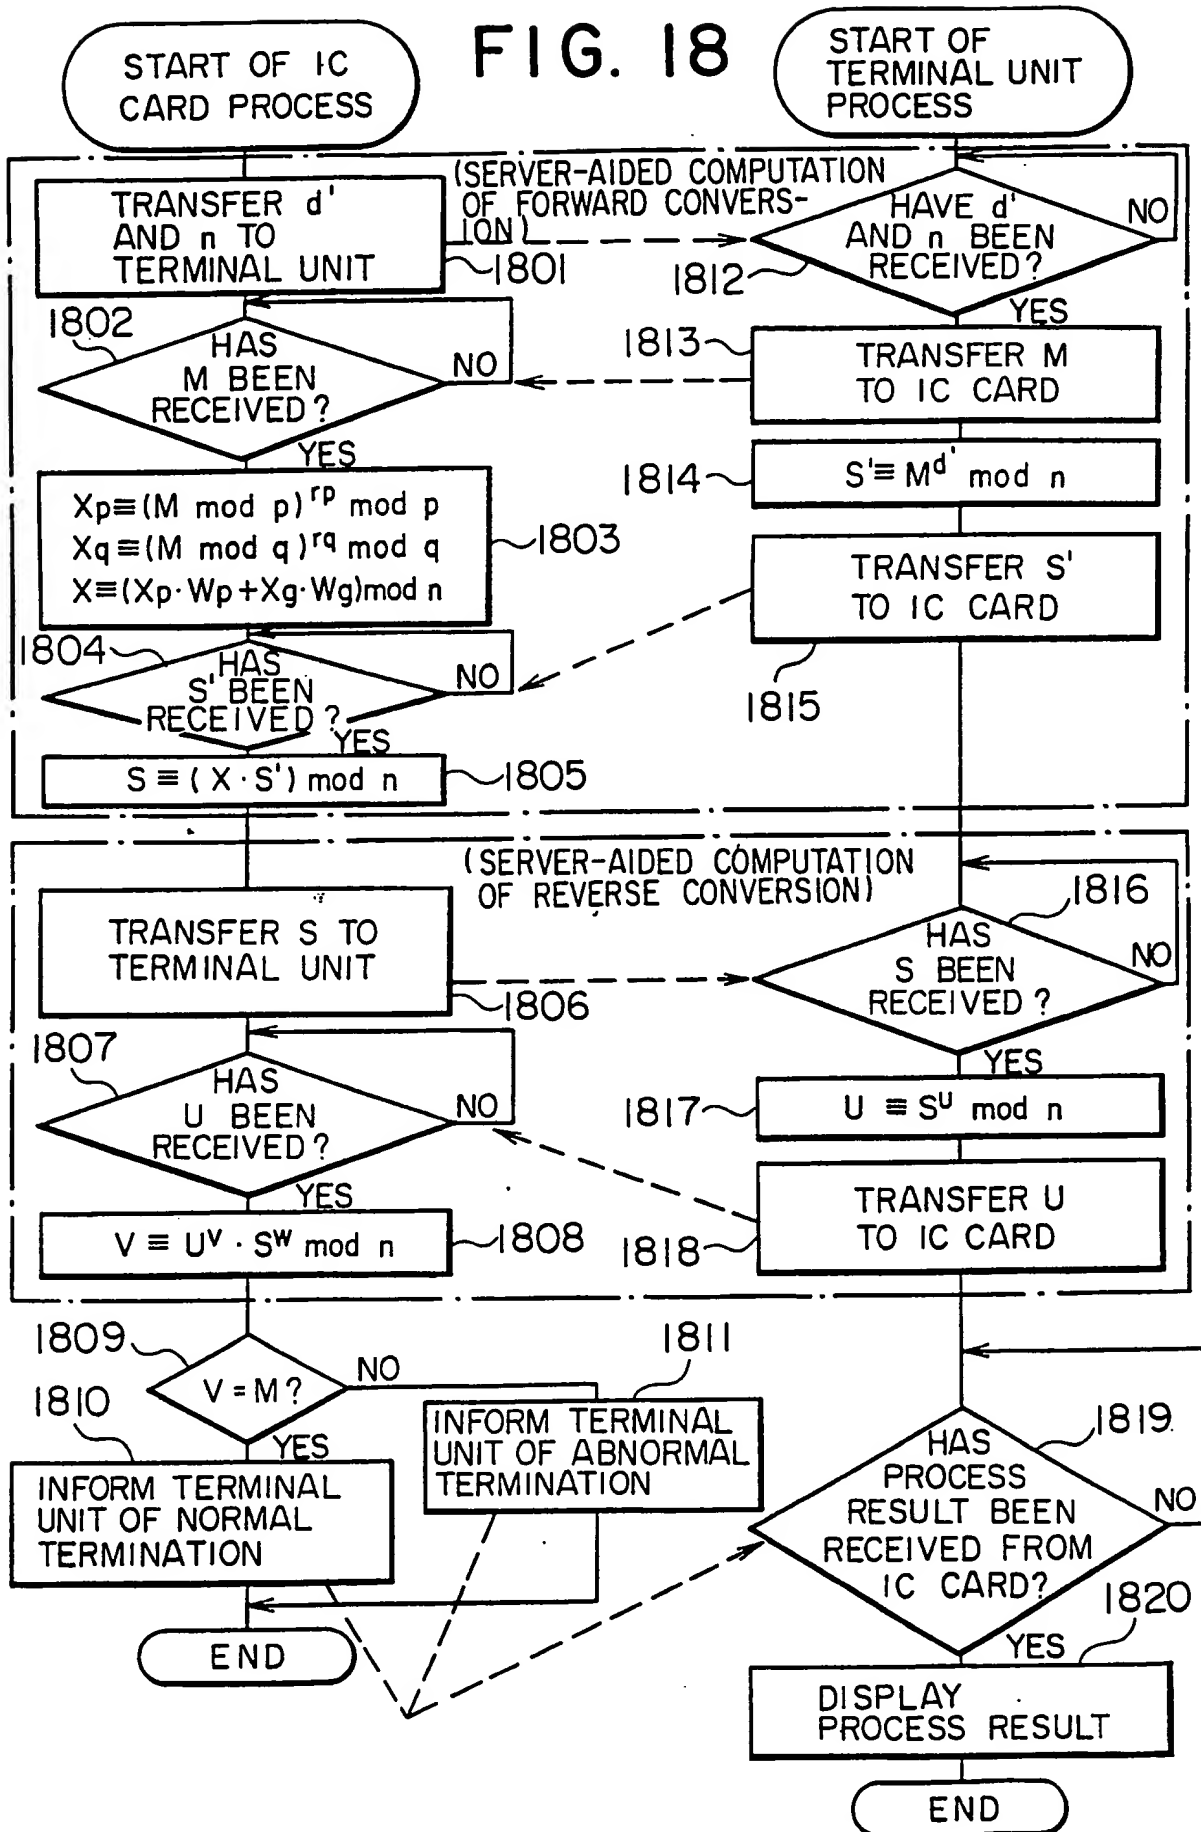 FIG. 18
START OF IC
CARD PROCESS
START OF
TERMINAL UNIT
PROCESS
(SERVER-AIDED COMPUTATION
OF FORWARD CONVERS-
ION)
TRANSFER d'
AND n TO
TERMINAL UNIT
1801
HAVE d'
AND n BEEN
RECEIVED?
NO
1812
YES
1802
HAS
M BEEN
RECEIVED?
NO
YES
1813
TRANSFER M
TO IC CARD
1814
S'≡M^d' mod n
Xp≡(M mod p)^rp mod p
Xq≡(M mod q)^rq mod q
X≡(Xp·Wp+Xg·Wg)mod n
1803
TRANSFER S'
TO IC CARD
1815
1804
HAS
S' BEEN
RECEIVED?
NO
YES
S≡(X·S') mod n
1805
(SERVER-AIDED COMPUTATION
OF REVERSE CONVERSION)
TRANSFER S TO
TERMINAL UNIT
1806
1816
HAS
S BEEN
RECEIVED?
NO
YES
1807
HAS
U BEEN
RECEIVED?
NO
YES
1817
U ≡ S^u mod n
1818
TRANSFER U
TO IC CARD
V ≡ U^v · S^w mod n
1808
1809
V=M?
NO
YES
1811
INFORM TERMINAL
UNIT OF ABNORMAL
TERMINATION
1810
INFORM TERMINAL
UNIT OF NORMAL
TERMINATION
END
1819
HAS
PROCESS
RESULT BEEN
RECEIVED FROM
IC CARD?
NO
YES
1820
DISPLAY
PROCESS RESULT
END